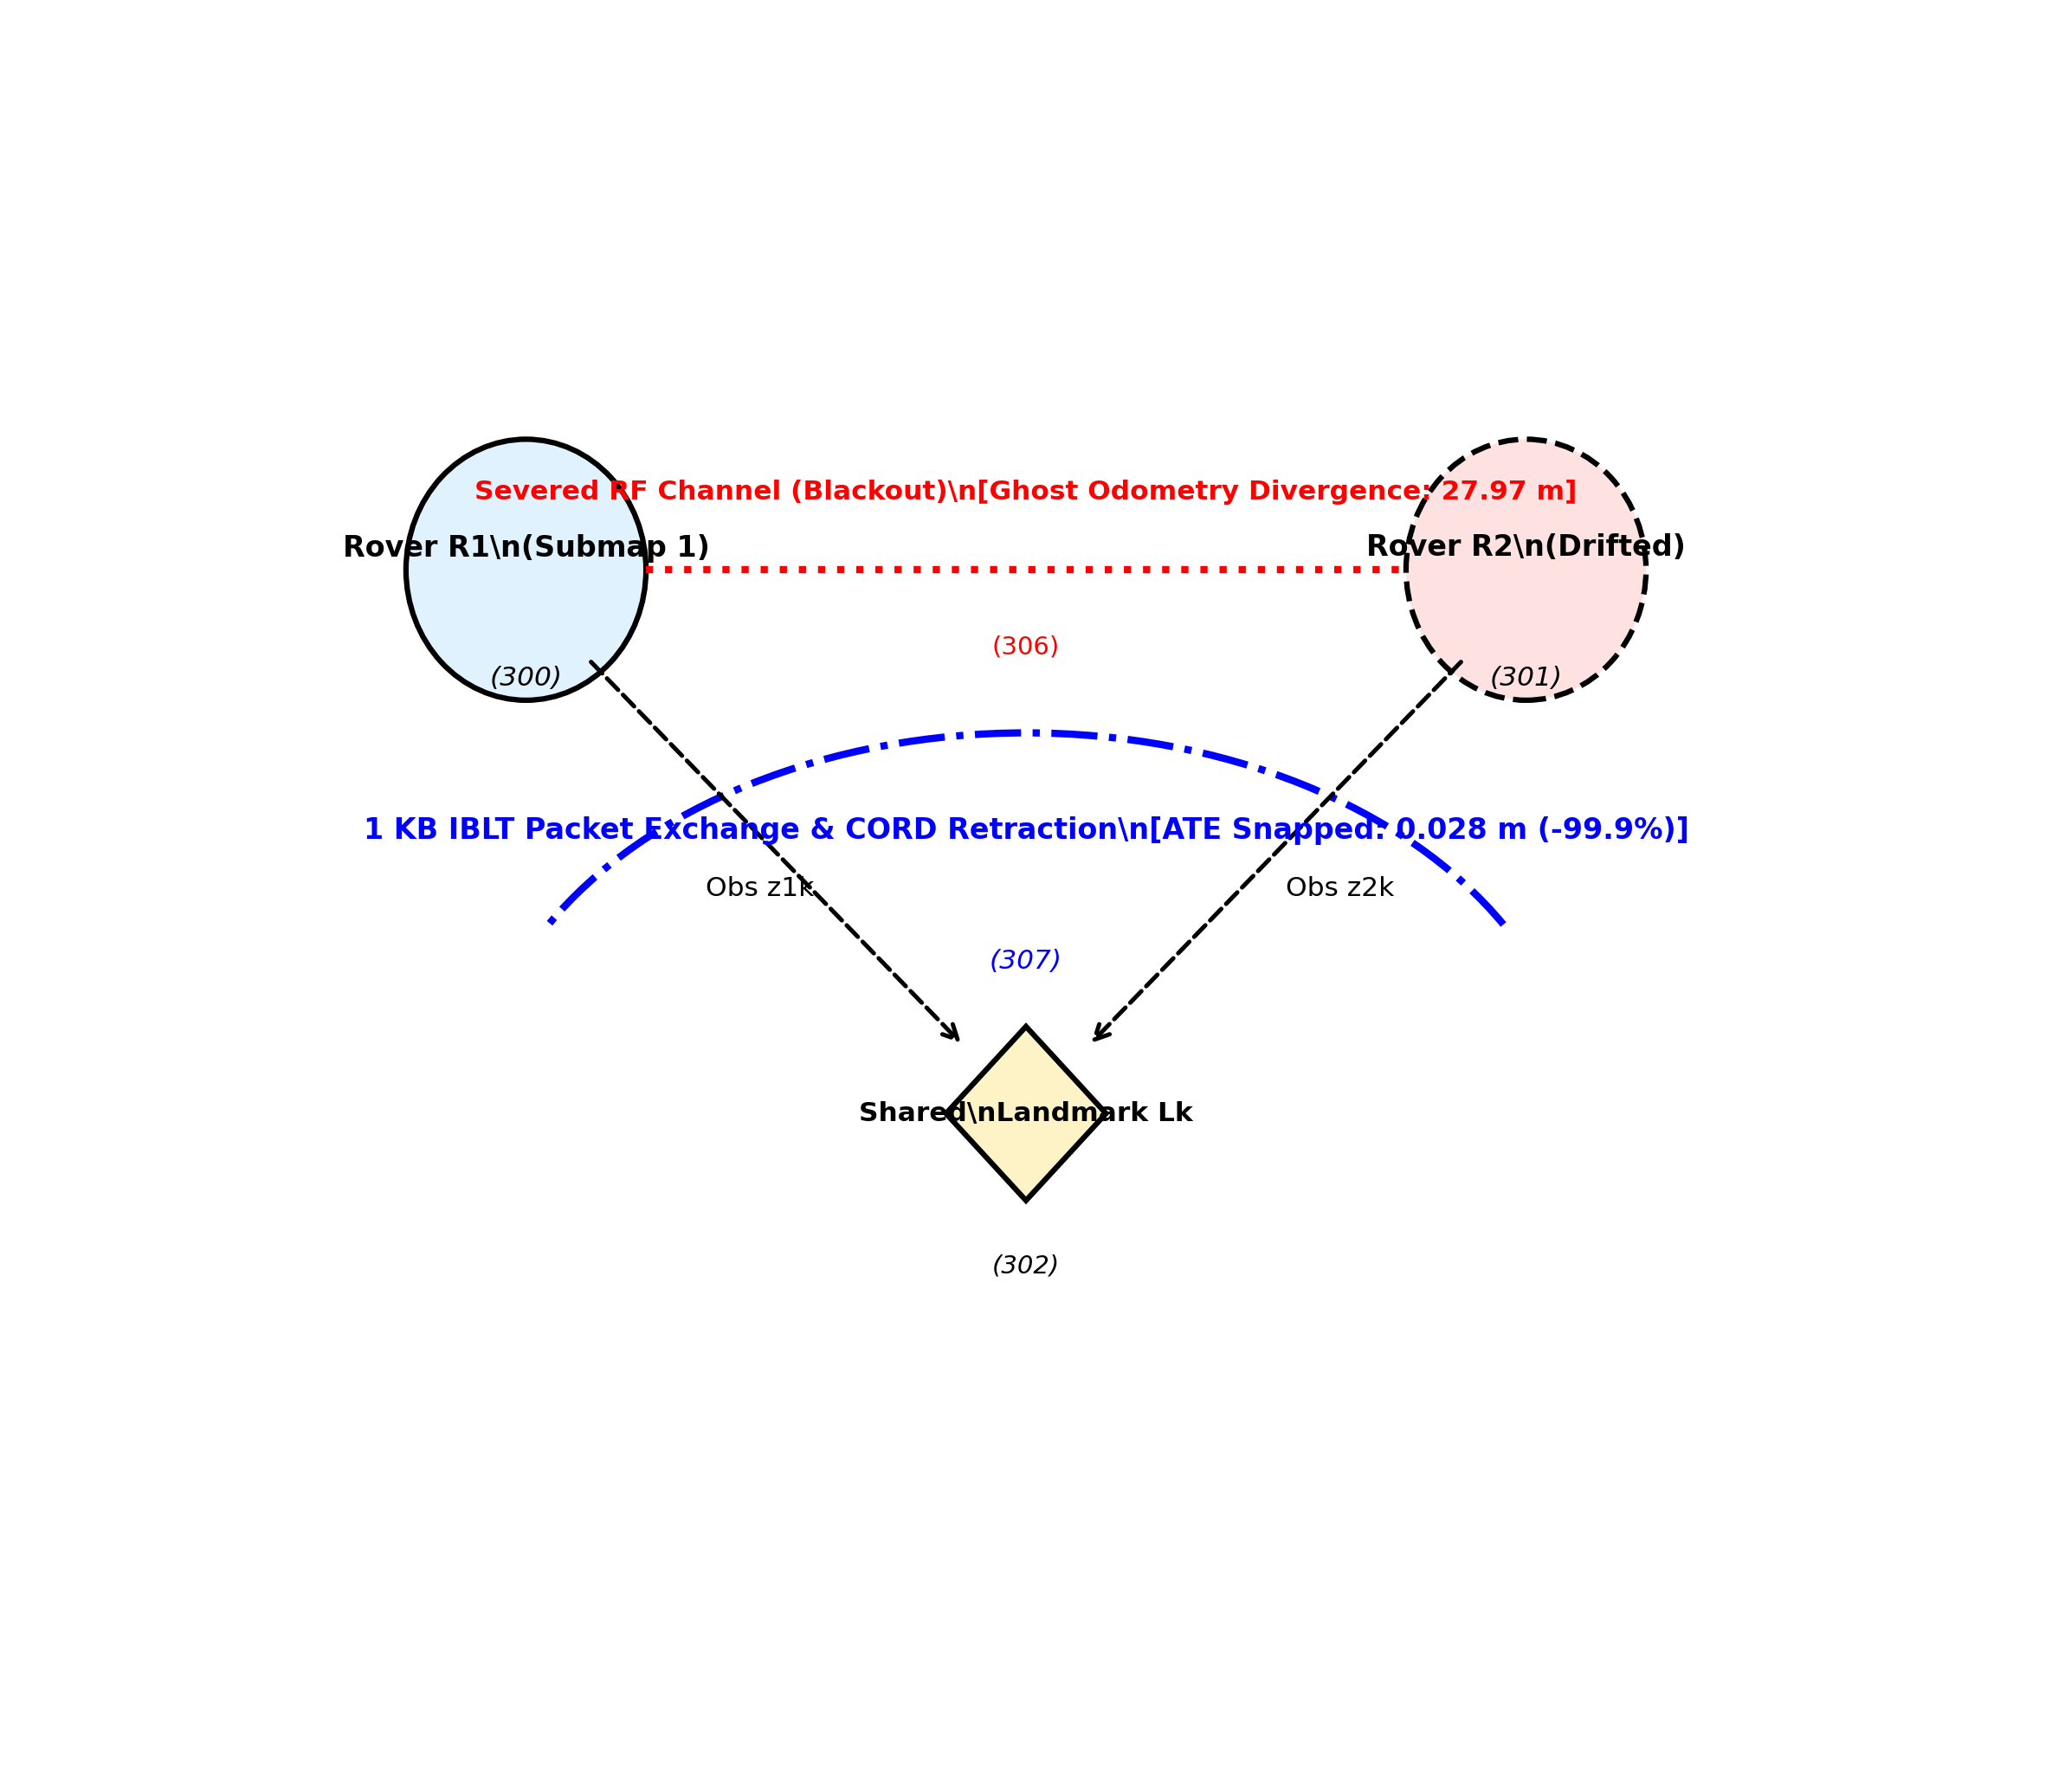 Severed RF Channel (Blackout)\n[Ghost Odometry Divergence: 27.97 m]
Rover R1\n(Submap 1)
Rover R2\n(Drifted)
(306)
(300)
(301)
1 KB IBLT Packet Exchange & CORD Retraction\n[ATE Snapped: 0.028 m (-99.9%)]
Obs z1k
Obs z2k
(307)
Shared\nLandmark Lk
(302)